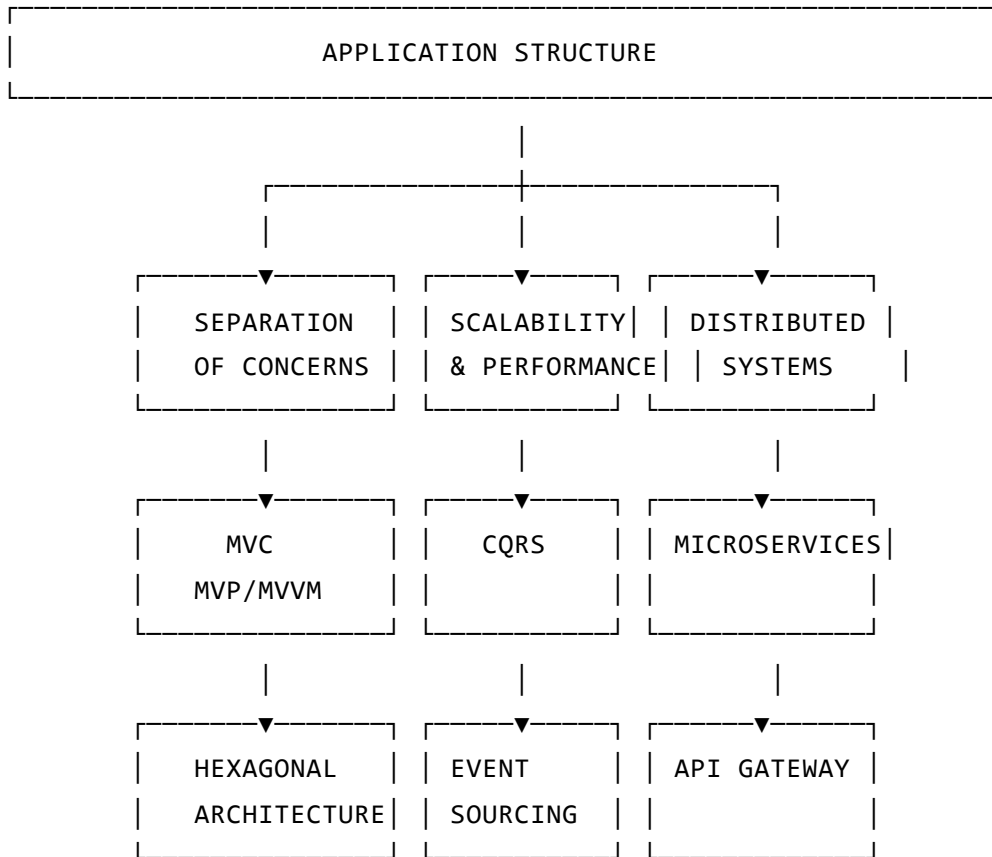 APPLICATION STRUCTURE
SEPARATION
OF CONCERNS
SCALABILITY
& PERFORMANCE
DISTRIBUTED
SYSTEMS
MVC
MVP/MVVM
CQRS
MICROSERVICES
HEXAGONAL
ARCHITECTURE
EVENT
SOURCING
API GATEWAY